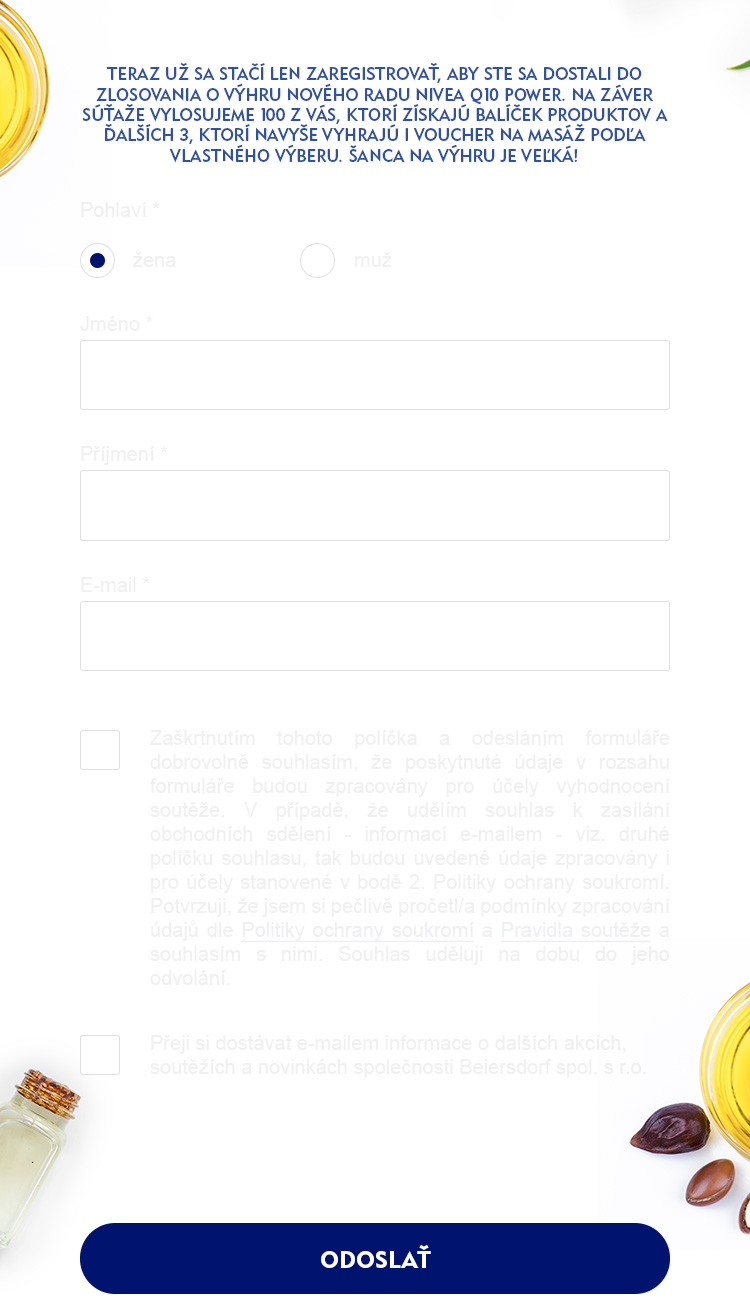 TERAZ UŽ SA STAČÍ LEN ZAREGISTROVAŤ, ABY STE SA DOSTALI DO
ZLOSOVANIA O VÝHRU NOVÉHO RADU NIVEA Q10 POWER. NA ZÁVER
SÚŤAŽE VYLOSUJEME 100 Z VÁS, KTORÍ ZÍSKAJÚ BALÍČEK PRODUKTOV A
ĎALŠÍCH 3, KTORÍ NAVYŠE VYHRAJÚ I VOUCHER NA MASÁŽ PODĽA
VLASTNÉHO VÝBERU. ŠANCA NA VÝHRU JE VEĽKÁ!
Pohlaví *
žena muž
Jméno *
Příjmení *
E-mail *
Zaškrtnutím tohoto políčka a odesláním formuláře
dobrovolně souhlasím, že poskytnuté údaje v rozsahu
formuláře budou zpracovány pro účely vyhodnocení
soutěže. V případě, že udělím souhlas k zasílání
obchodních sdělení - informací e-mailem - viz. druhé
políčku souhlasu, tak budou uvedené údaje zpracovány i
pro účely stanovené v bodě 2. Politiky ochrany soukromí.
Potvrzuji, že jsem si pečlivě pročetl/a podmínky zpracování
údajů dle Politiky ochrany soukromí a Pravidla soutěže a
souhlasím s nimi. Souhlas uděluji na dobu do jeho
odvolání.
Přeji si dostávat e-mailem informace o dalších akcích,
soutěžích a novinkách společnosti Beiersdorf spol. s r.o.
ODOSLAŤ